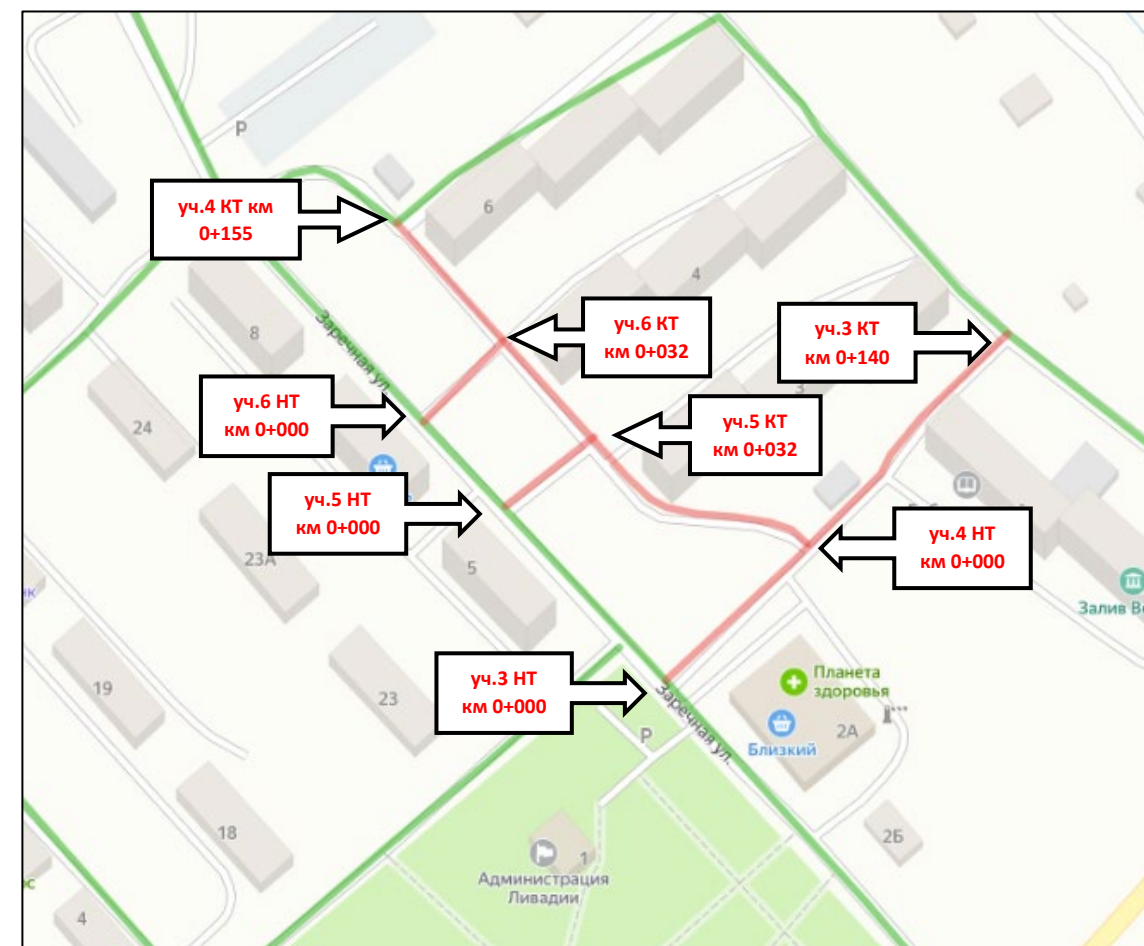 P
6
уч.4 КТ км
0+155
4
8
Заречная ул.
уч.6 КТ
км 0+032
уч.3 КТ
км 0+140
3
уч.6 НТ
км 0+000
24
уч.5 КТ
км 0+032
уч.5 НТ
км 0+000
уч.4 НТ
км 0+000
23А
5
Залив В
19
23
уч.3 НТ
км 0+000
Планета
здоровья
Заречная ул.
P
Близкий
2А
18
2Б
1
Администрация
Ливадии
4